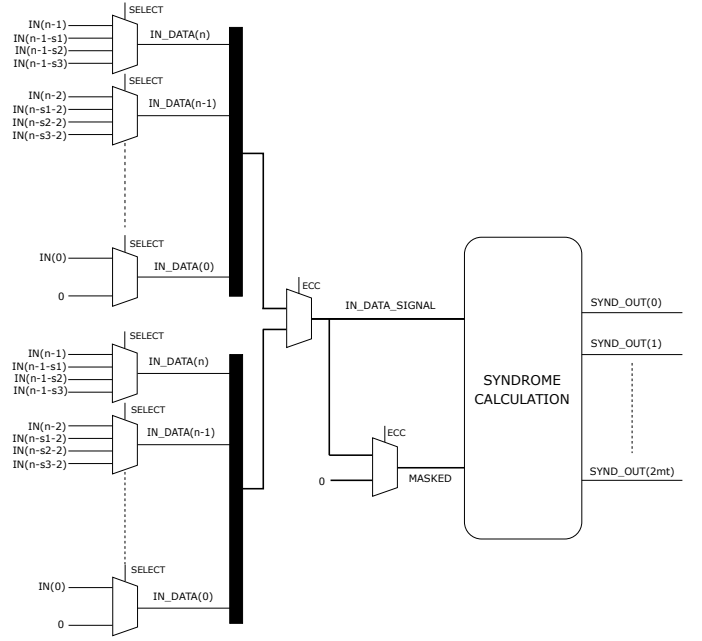 SELECT
IN(n-1)
IN(n-1-s1)
IN(n-1-s2)
IN(n-1-s3)
IN_DATA(n)
SELECT
IN(n-2)
IN(n-s1-2)
IN(n-s2-2)
IN(n-s3-2)
IN_DATA(n-1)
SELECT
IN(0)
0
IN_DATA(0)
ECC
IN_DATA_SIGNAL
SELECT
IN(n-1)
IN(n-1-s1)
IN(n-1-s2)
IN(n-1-s3)
IN_DATA(n)
SELECT
IN(n-2)
IN(n-s1-2)
IN(n-s2-2)
IN(n-s3-2)
IN_DATA(n-1)
SELECT
IN(0)
0
IN_DATA(0)
ECC
0
MASKED
SYNDROME
CALCULATION
SYND_OUT(0)
SYND_OUT(1)
SYND_OUT(2mt)